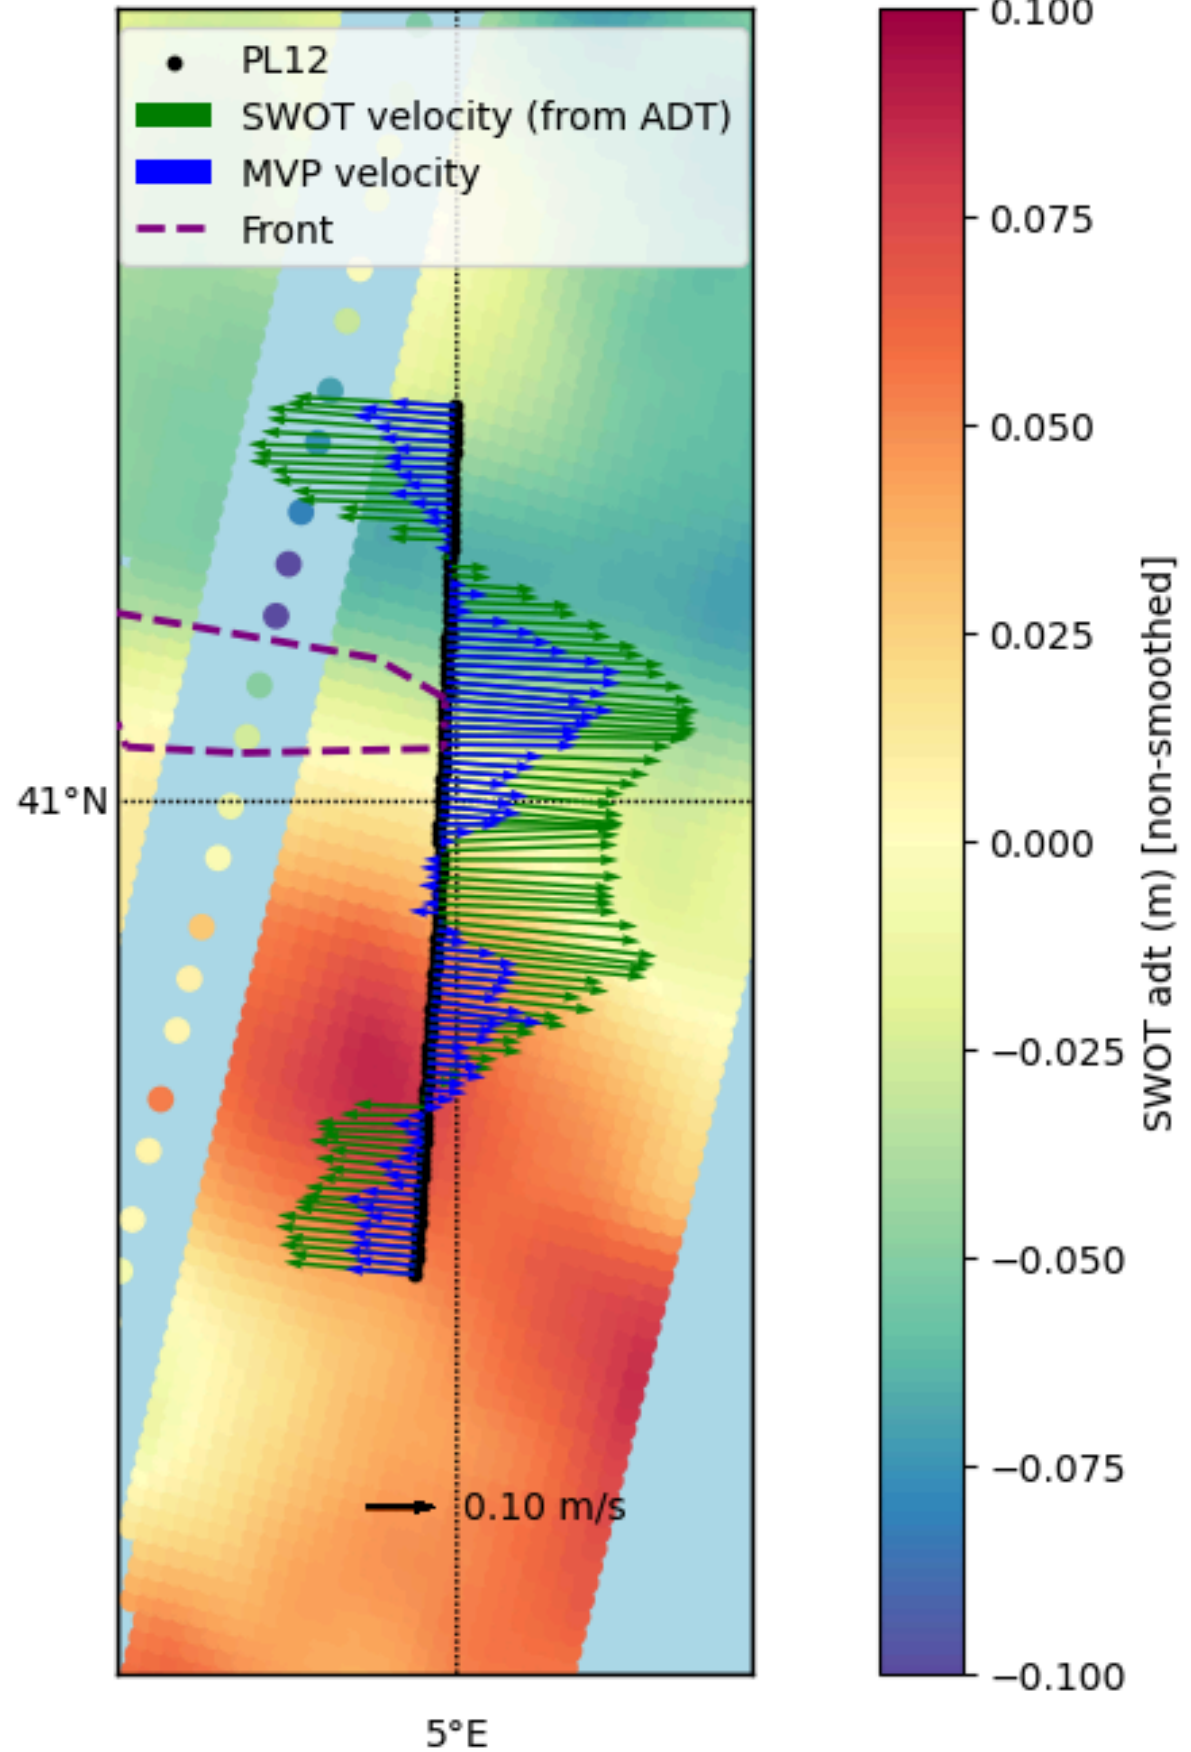 PL12
SWOT velocity (from ADT)
MVP velocity
Front
41°N
5°E
0.10 m/s
0.100
0.075
0.050
0.025
0.000
−0.025
−0.050
−0.075
−0.100
SWOT adt (m) [non-smoothed]